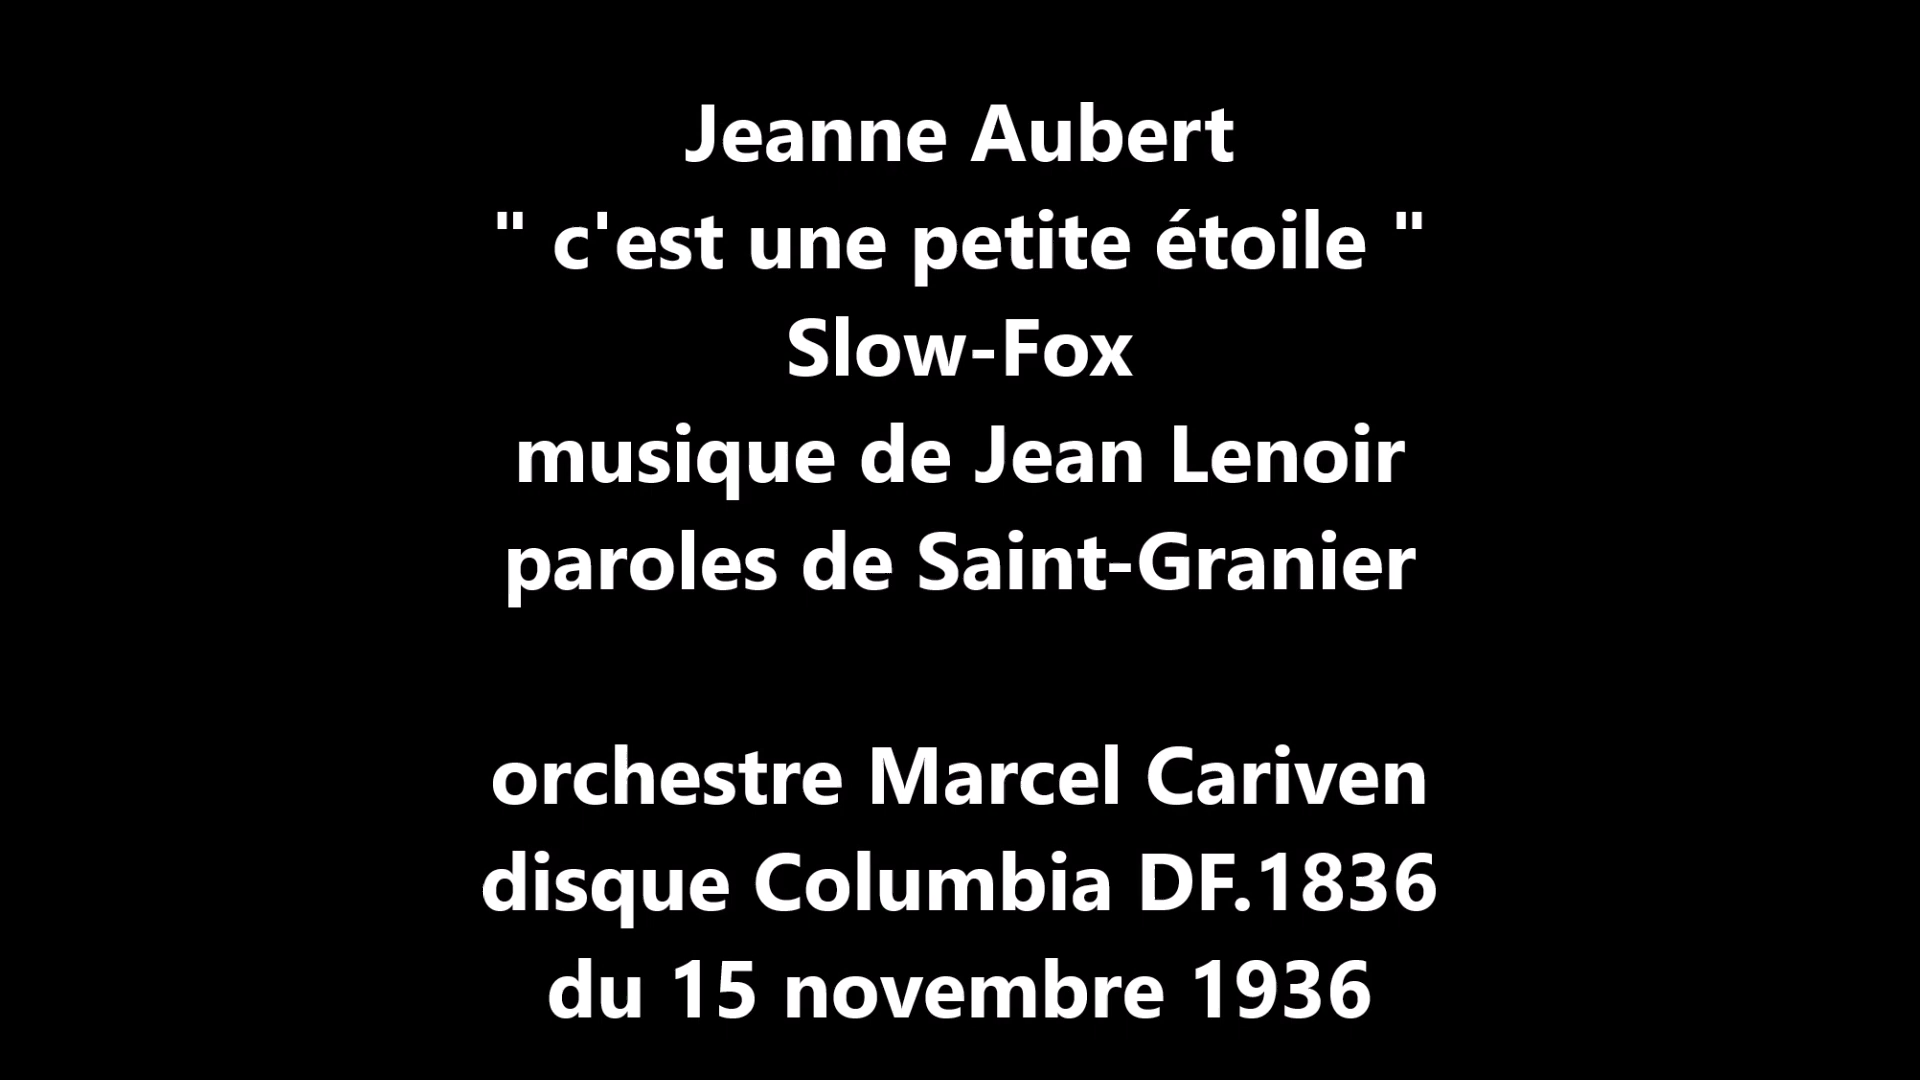 Jeanne Aubert
" c'est une petite étoile "
Slow-Fox
musique de Jean Lenoir
paroles de Saint-Granier
orchestre Marcel Cariven
disque Columbia DF.1836
du 15 novembre 1936